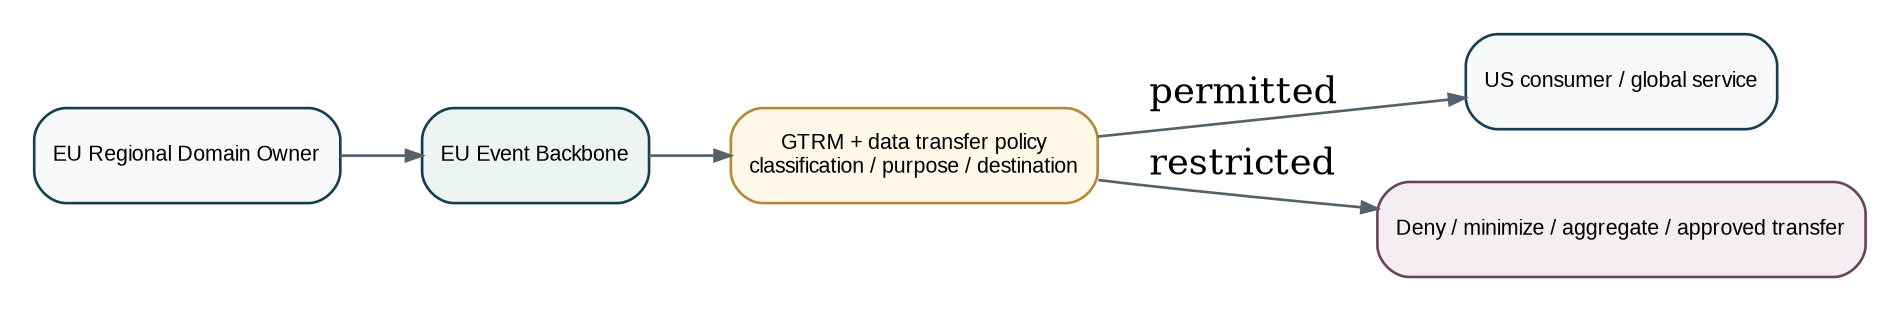 EU Regional Domain Owner
EU Event Backbone
GTRM + data transfer policy
classification / purpose / destination
permitted
US consumer / global service
restricted
Deny / minimize / aggregate / approved transfer